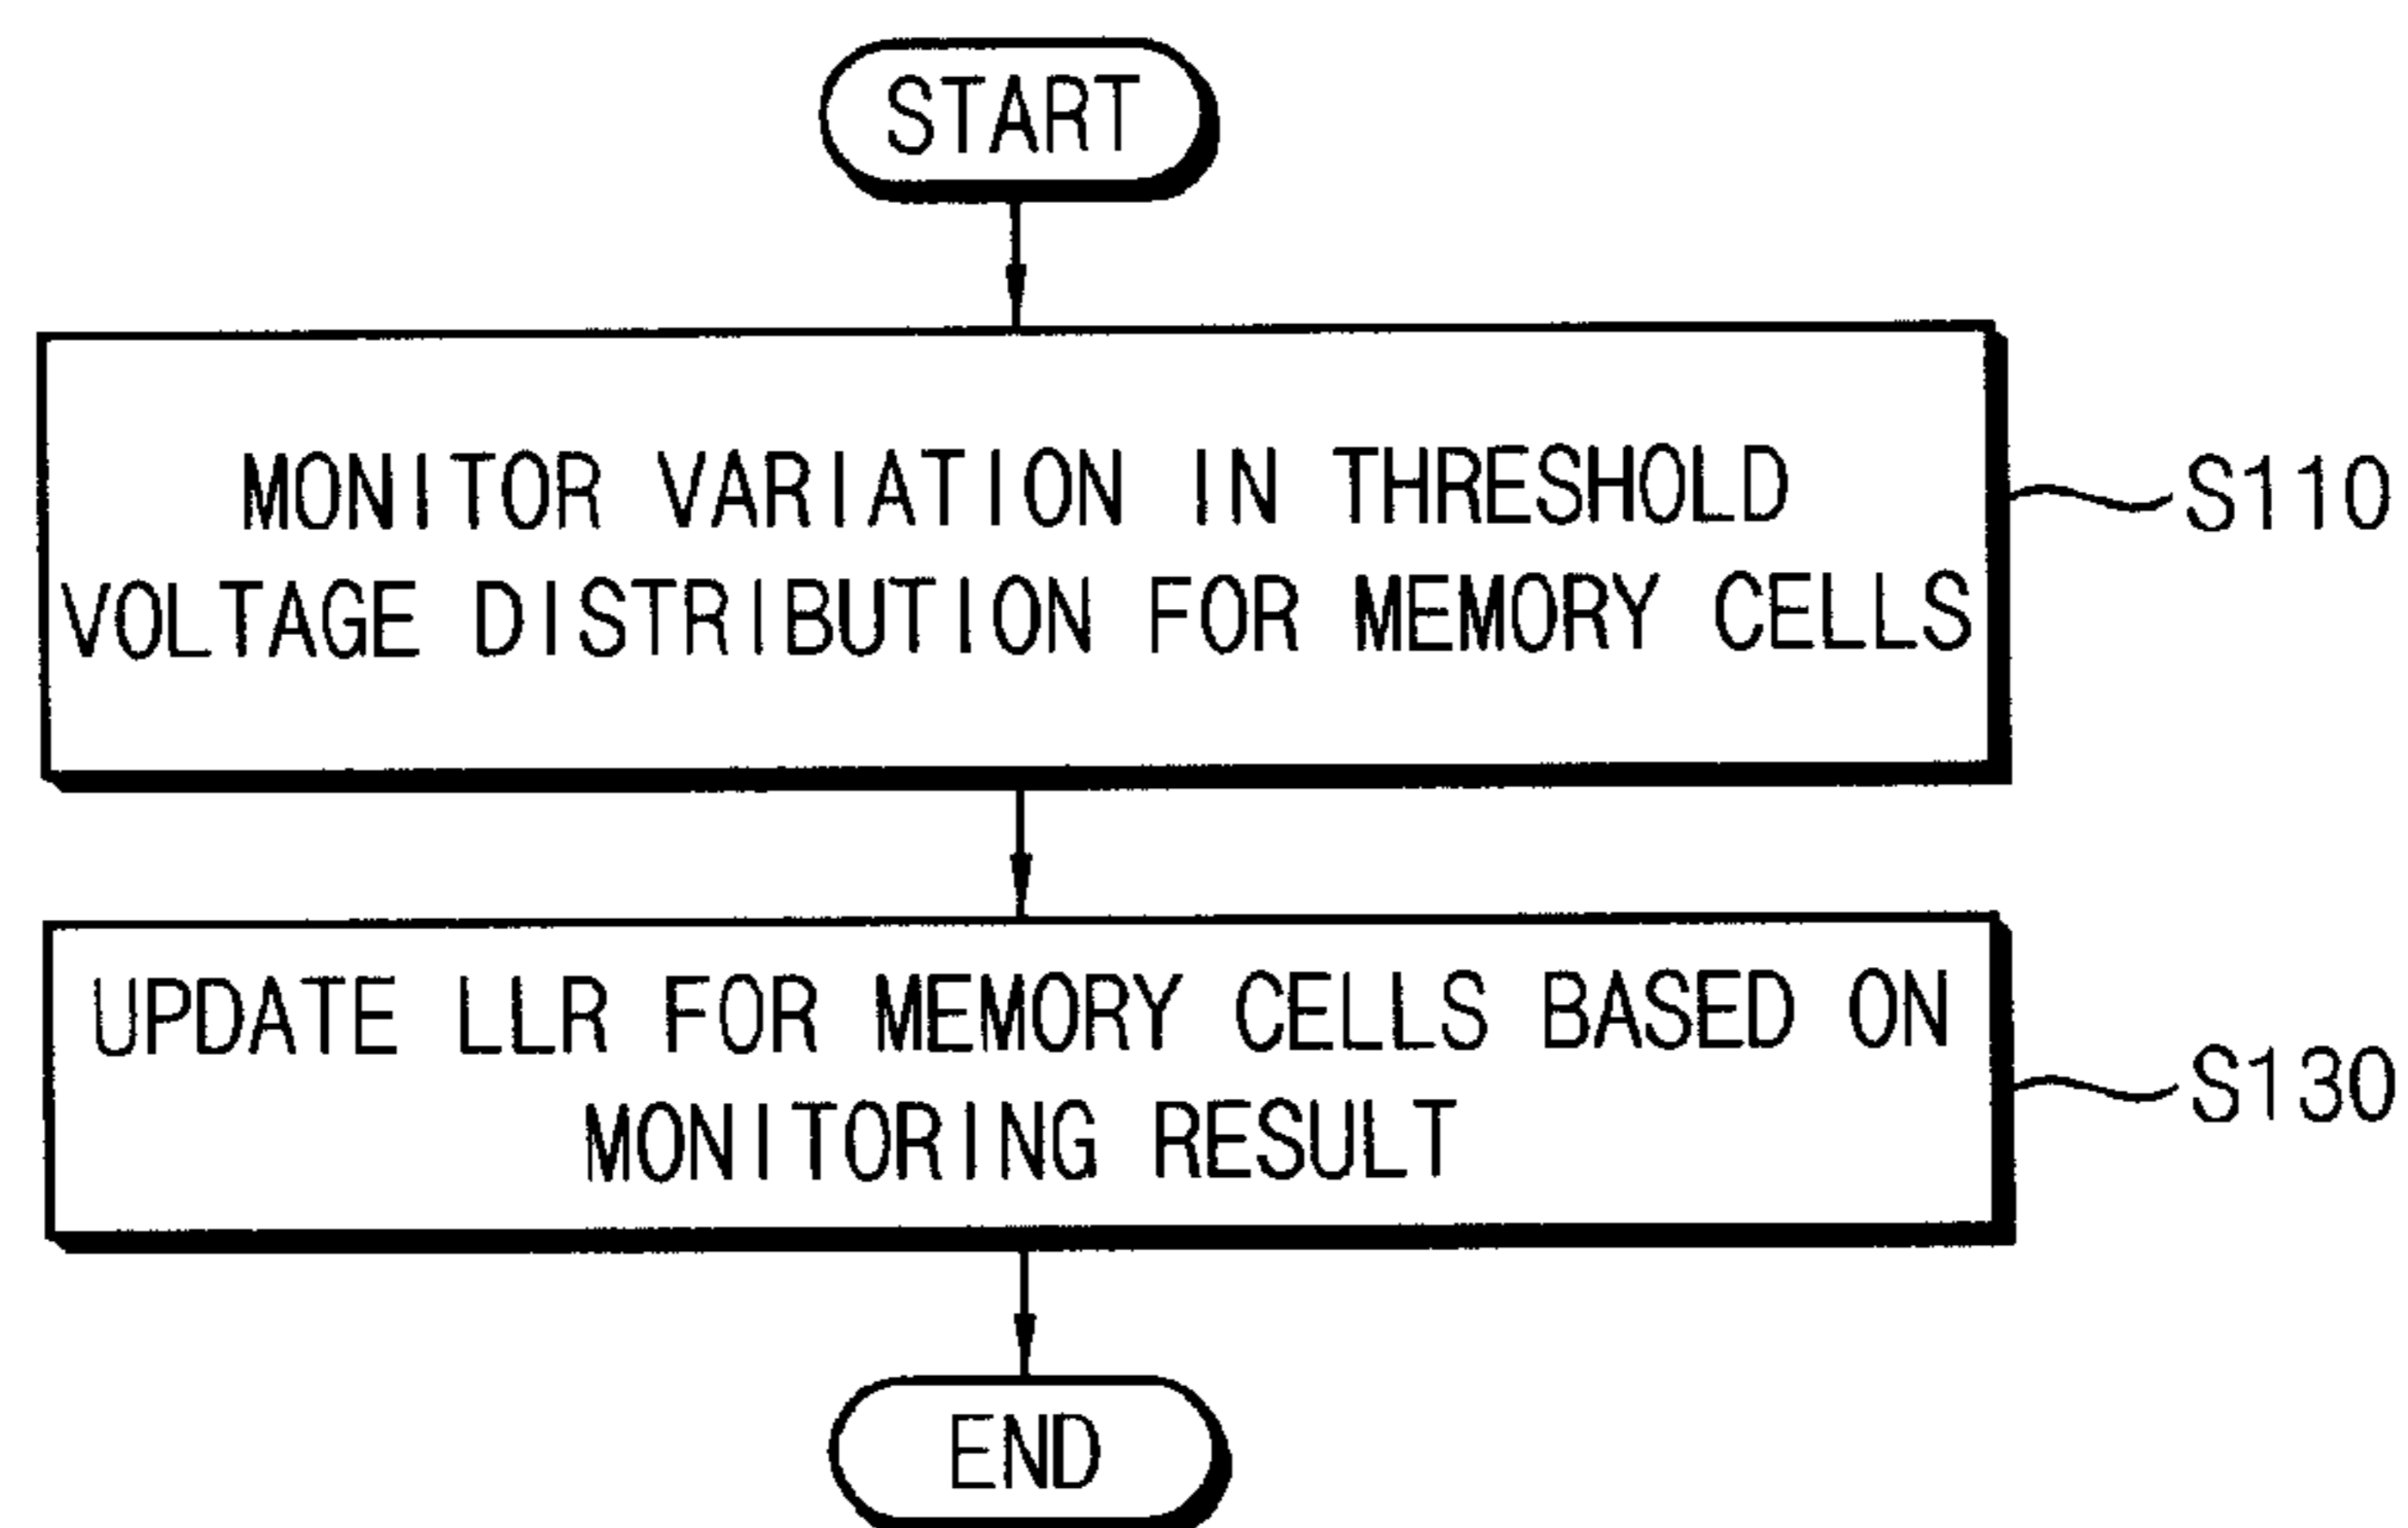 START
MONITOR VARIATION IN THRESHOLD
VOLTAGE DISTRIBUTION FOR MEMORY CELLS
S110
UPDATE LLR FOR MEMORY CELLS BASED ON
MONITORING RESULT
S130
END